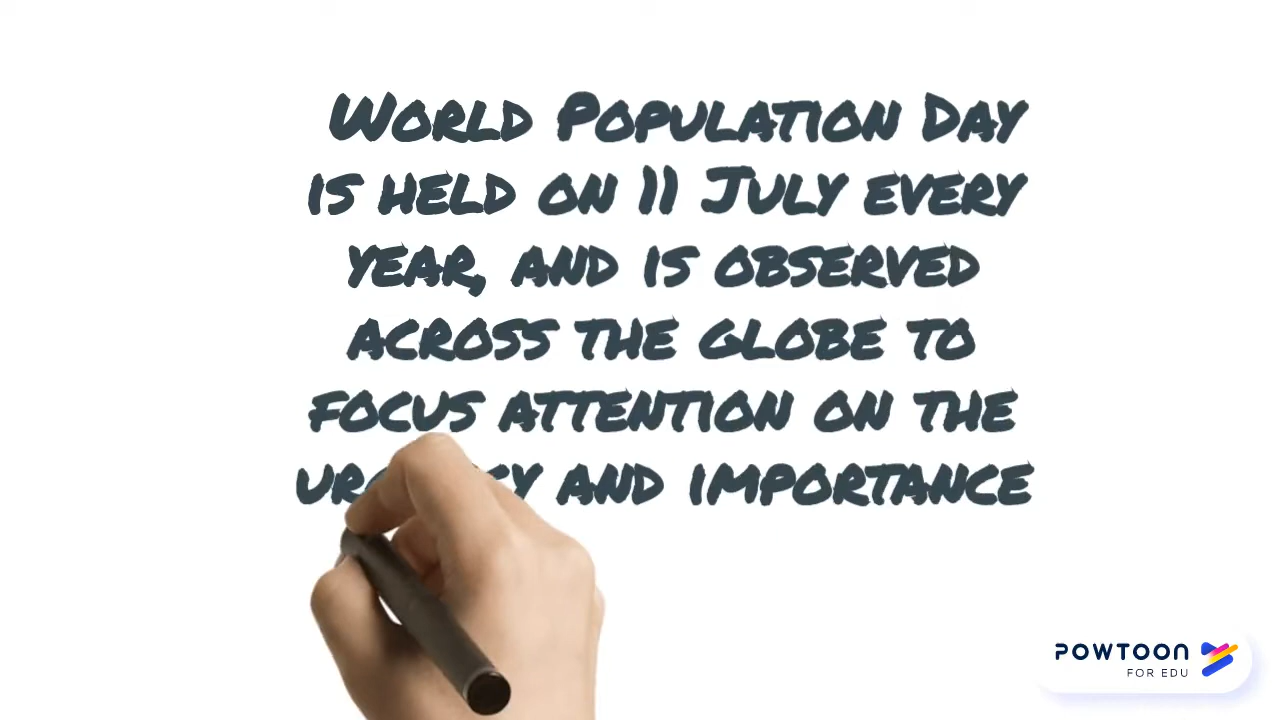 World Population Day
is held on 11 July every
year, and is observed
across the globe to
focus attention on the
and importance
POWTOON
FOR EDU